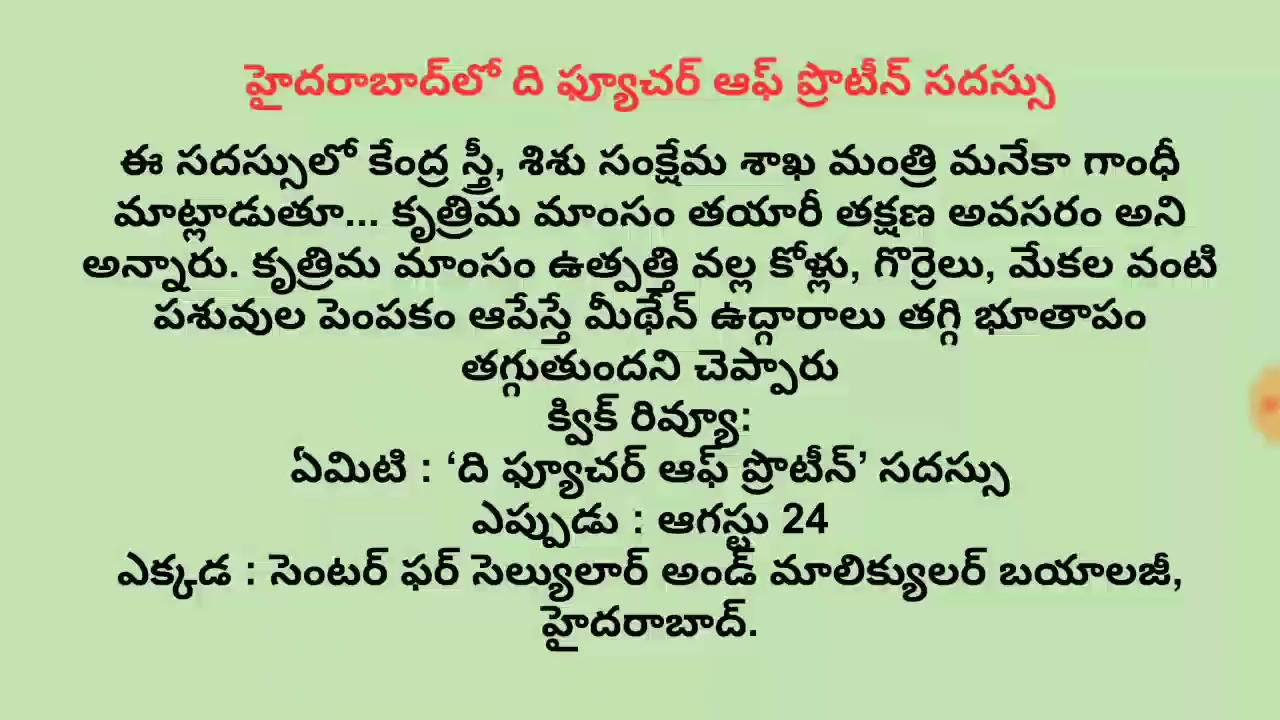 హైదరాబాద్‌లో ది ఫ్యూచర్ ఆఫ్ ప్రొటీన్ సదస్సు
ఈ సదస్సులో కేంద్ర స్త్రీ, శిశు సంక్షేమ శాఖ మంత్రి మనేకా గాంధీ
మాట్లాడుతూ... కృత్రిమ మాంసం తయారీ తక్షణ అవసరం అని
అన్నారు. కృత్రిమ మాంసం ఉత్పత్తి వల్ల కోళ్లు, గొర్రెలు, మేకల వంటి
పశువుల పెంపకం ఆపేస్తే మీథేన్ ఉద్గారాలు తగ్గి భూతాపం
తగ్గుతుందని చెప్పారు
క్విక్ రివ్యూ:
ఏమిటి : ‘ది ఫ్యూచర్ ఆఫ్ ప్రొటీన్’ సదస్సు
ఎప్పుడు : ఆగస్టు 24
ఎక్కడ : సెంటర్ ఫర్ సెల్యులార్ అండ్ మాలిక్యులర్ బయాలజీ,
హైదరాబాద్.